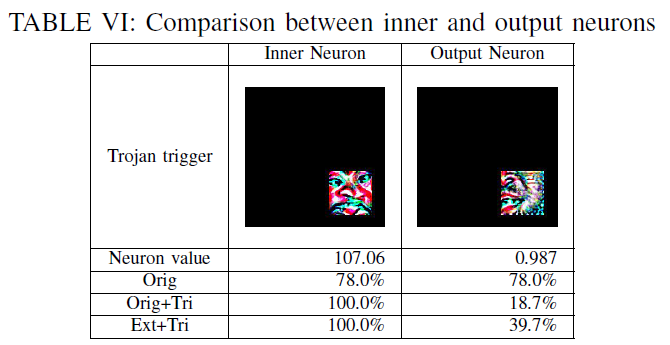 TABLE VI: Comparison between inner and output neurons
Inner Neuron Output Neuron
Trojan trigger
Neuron value 107.06 0.987
Orig 78.0% 78.0%
Orig+Tri 100.0% 18.7%
Ext+Tri 100.0% 39.7%